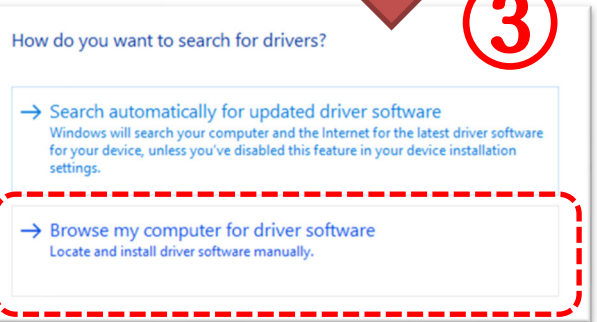 ③
How do you want to search for drivers?
→ Search automatically for updated driver software
Windows will search your computer and the Internet for the latest driver software
for your device, unless you've disabled this feature in your device installation
settings.
→ Browse my computer for driver software
Locate and install driver software manually.